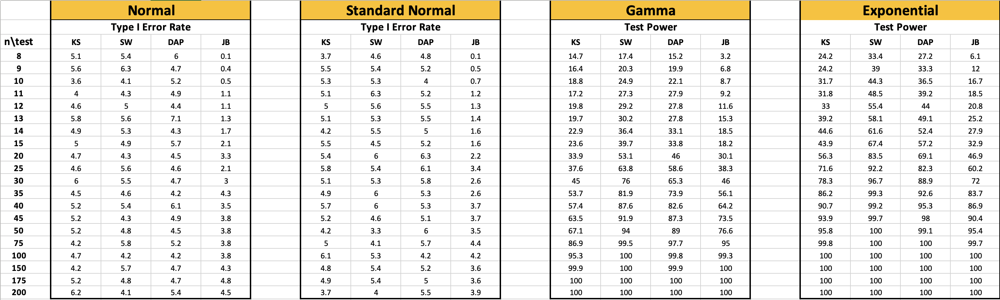 Normal Standard Normal Gamma Exponential
Type I Error Rate Type I Error Rate Test Power Test Power
n\test KS SW DAP JB KS SW DAP JB KS SW DAP JB KS SW DAP JB
8 5.1 5.4 6 0.1 3.7 4.6 4.8 0.1 14.7 17.4 15.2 3.2 24.2 33.4 27.2 6.1
9 5.6 6.3 4.7 0.4 5.5 5.4 5.2 0.5 16.4 20.3 19.9 6.8 24.2 39 33.3 12
10 3.6 4.1 5.2 0.5 5.3 5.3 4 0.7 18.8 24.9 22.1 8.7 31.7 44.3 36.5 16.7
11 4 4.3 4.9 1.1 5.1 6.3 5.2 1.2 17.2 27.3 27.9 9.2 31.8 48.5 39.2 18.5
12 4.6 5 4.4 1.1 5 5.6 5.5 1.3 19.8 29.2 27.8 11.6 33 55.4 44 20.8
13 5.8 5.6 7.1 1.3 5.1 5.3 5.5 1.4 19.7 30.2 27.8 15.3 39.2 58.1 49.1 25.2
14 4.9 5.3 4.3 1.7 4.2 5.5 5 1.6 22.9 36.4 33.1 18.5 44.6 61.6 52.4 27.9
15 5 4.9 5.7 2.1 5.5 4.5 5.2 1.6 23.6 39.7 33.8 18.2 43.9 67.4 57.2 32.9
20 4.7 4.3 4.5 3.3 5.4 6 6.3 2.2 33.9 53.1 46 30.1 56.3 83.5 69.1 46.9
25 4.6 5.6 4.6 2.1 5.8 5.4 6.1 3.4 37.6 63.8 58.6 38.3 71.6 92.2 82.3 60.2
30 6 5.5 4.7 3 5.1 5.3 5.8 2.6 45 76 65.3 46 78.3 96.7 88.9 72
35 4.5 4.6 4.2 4.3 4.9 6 5.3 2.6 53.7 81.9 73.9 56.1 86.2 99.3 92.6 83.7
40 5.2 5.4 6.1 3.5 5.7 6 5.3 3.7 57.4 87.6 82.6 64.2 90.7 99.2 95.3 86.9
45 5.2 4.3 4.9 3.8 5.2 4.6 5.1 3.7 63.5 91.9 87.3 73.5 93.9 99.7 98 90.4
50 5.2 4.8 4.5 3.8 4.2 3.3 6 3.5 67.1 94 89 76.6 95.8 100 99.1 95.4
75 4.2 5.8 5.2 3.8 5 4.1 5.7 4.4 86.9 99.5 97.7 95 99.8 100 100 99.7
100 4.7 4.2 4.2 3.8 6.1 5.3 4.2 4.2 95.3 100 99.8 99.3 100 100 100 100
150 4.2 5.7 4.7 4.3 4.8 5.4 5.2 3.6 99.9 100 99.9 100 100 100 100 100
175 5.2 4.8 4.7 4.8 4.9 5.4 5 3.6 100 100 100 100 100 100 100 100
200 6.2 4.1 5.4 4.5 3.7 4 5.5 3.9 100 100 100 100 100 100 100 100